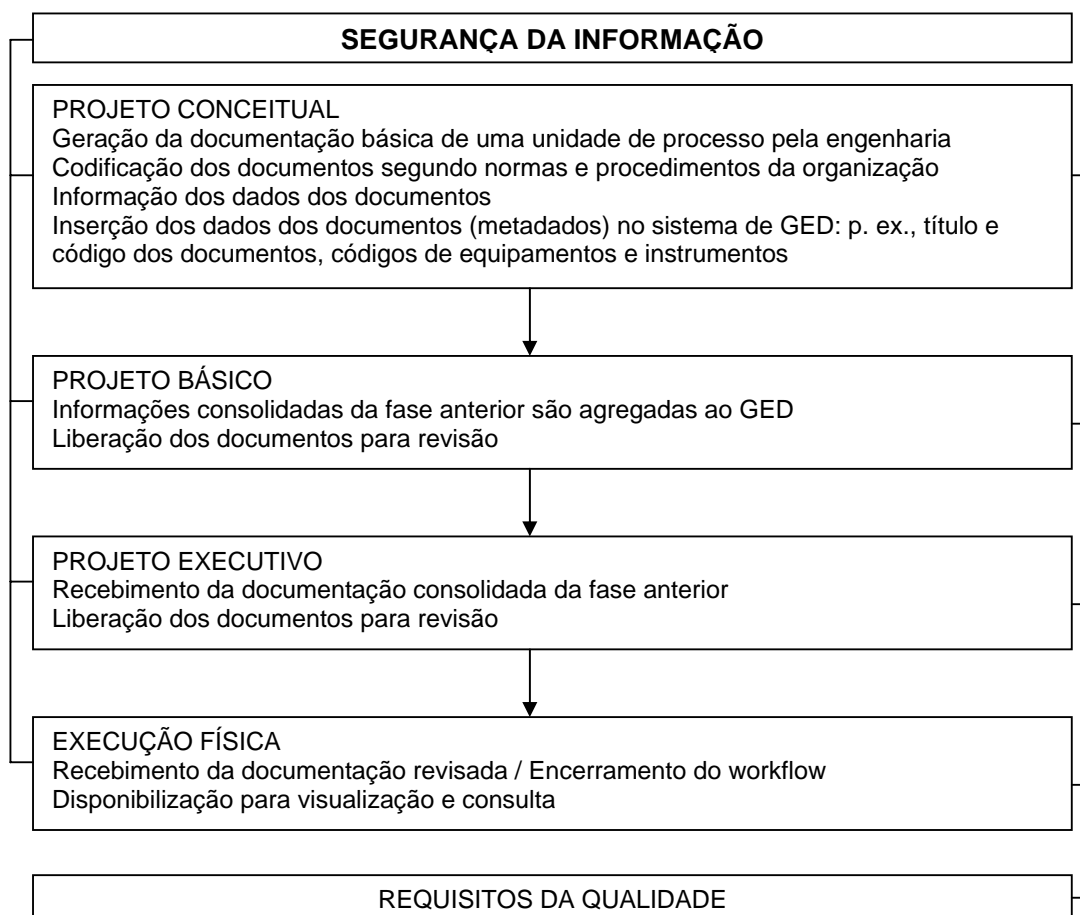 SEGURANÇA DA INFORMAÇÃO
PROJETO CONCEITUAL
Geração da documentação básica de uma unidade de processo pela engenharia
Codificação dos documentos segundo normas e procedimentos da organização
Informação dos dados dos documentos
Inserção dos dados dos documentos (metadados) no sistema de GED: p. ex., título e
código dos documentos, códigos de equipamentos e instrumentos
PROJETO BÁSICO
Informações consolidadas da fase anterior são agregadas ao GED
Liberação dos documentos para revisão
PROJETO EXECUTIVO
Recebimento da documentação consolidada da fase anterior
Liberação dos documentos para revisão
EXECUÇÃO FÍSICA
Recebimento da documentação revisada / Encerramento do workflow
Disponibilização para visualização e consulta
REQUISITOS DA QUALIDADE